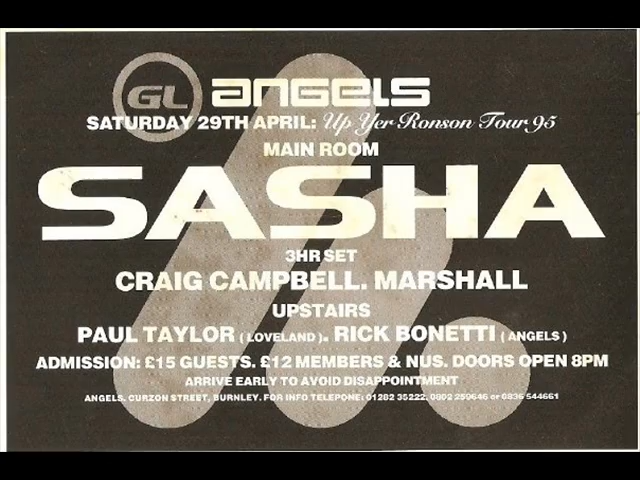 GL angels
SATURDAY 29TH APRIL: Up Yer Ronson Tour 95
MAIN ROOM
SASHA
3HR SET
CRAIG CAMPBELL. MARSHALL
UPSTAIRS
PAUL TAYLOR ( LOVELAND ). RICK BONETTI ( ANGELS )
ADMISSION: £15 GUESTS. £12 MEMBERS & NUS. DOORS OPEN 8PM
ARRIVE EARLY TO AVOID DISAPPOINTMENT
ANGELS. CURZON STREET, BURNLEY. FOR INFO TELEPONE: 01282 35222. 0802 250646 or 0836 544661